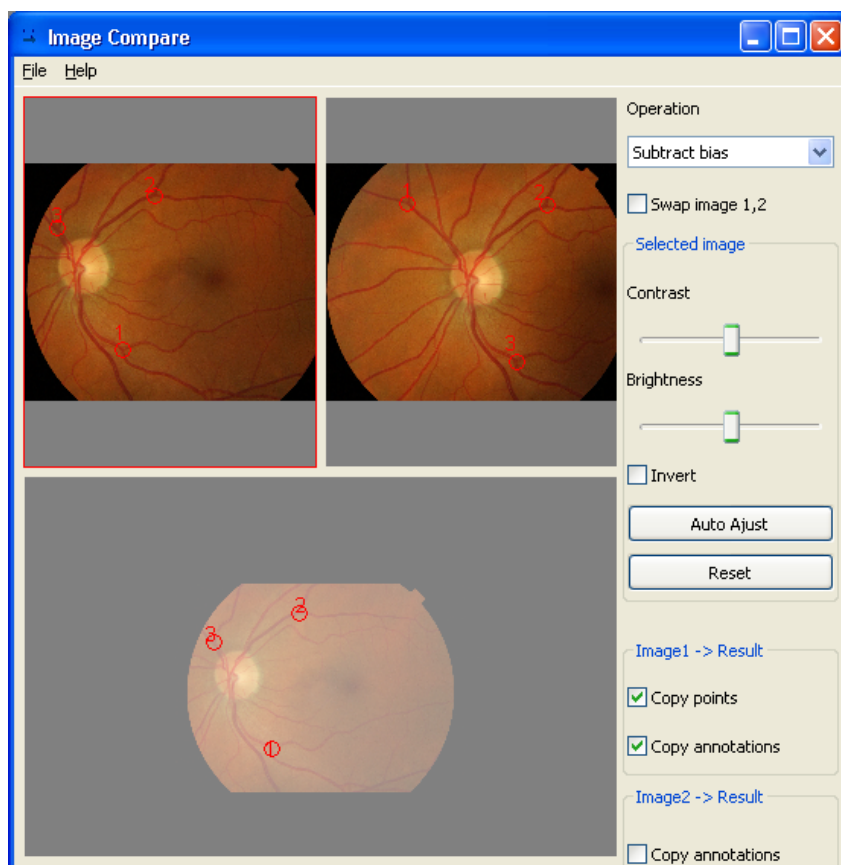 Image Compare
File Help
Operation
Subtract bias
Swap image 1,2
Selected image
Contrast
Brightness
Invert
Auto Ajust
Reset
Image1 -> Result
Copy points
Copy annotations
Image2 -> Result
Copy annotations
3 2
1
1 2
3
3 2
1